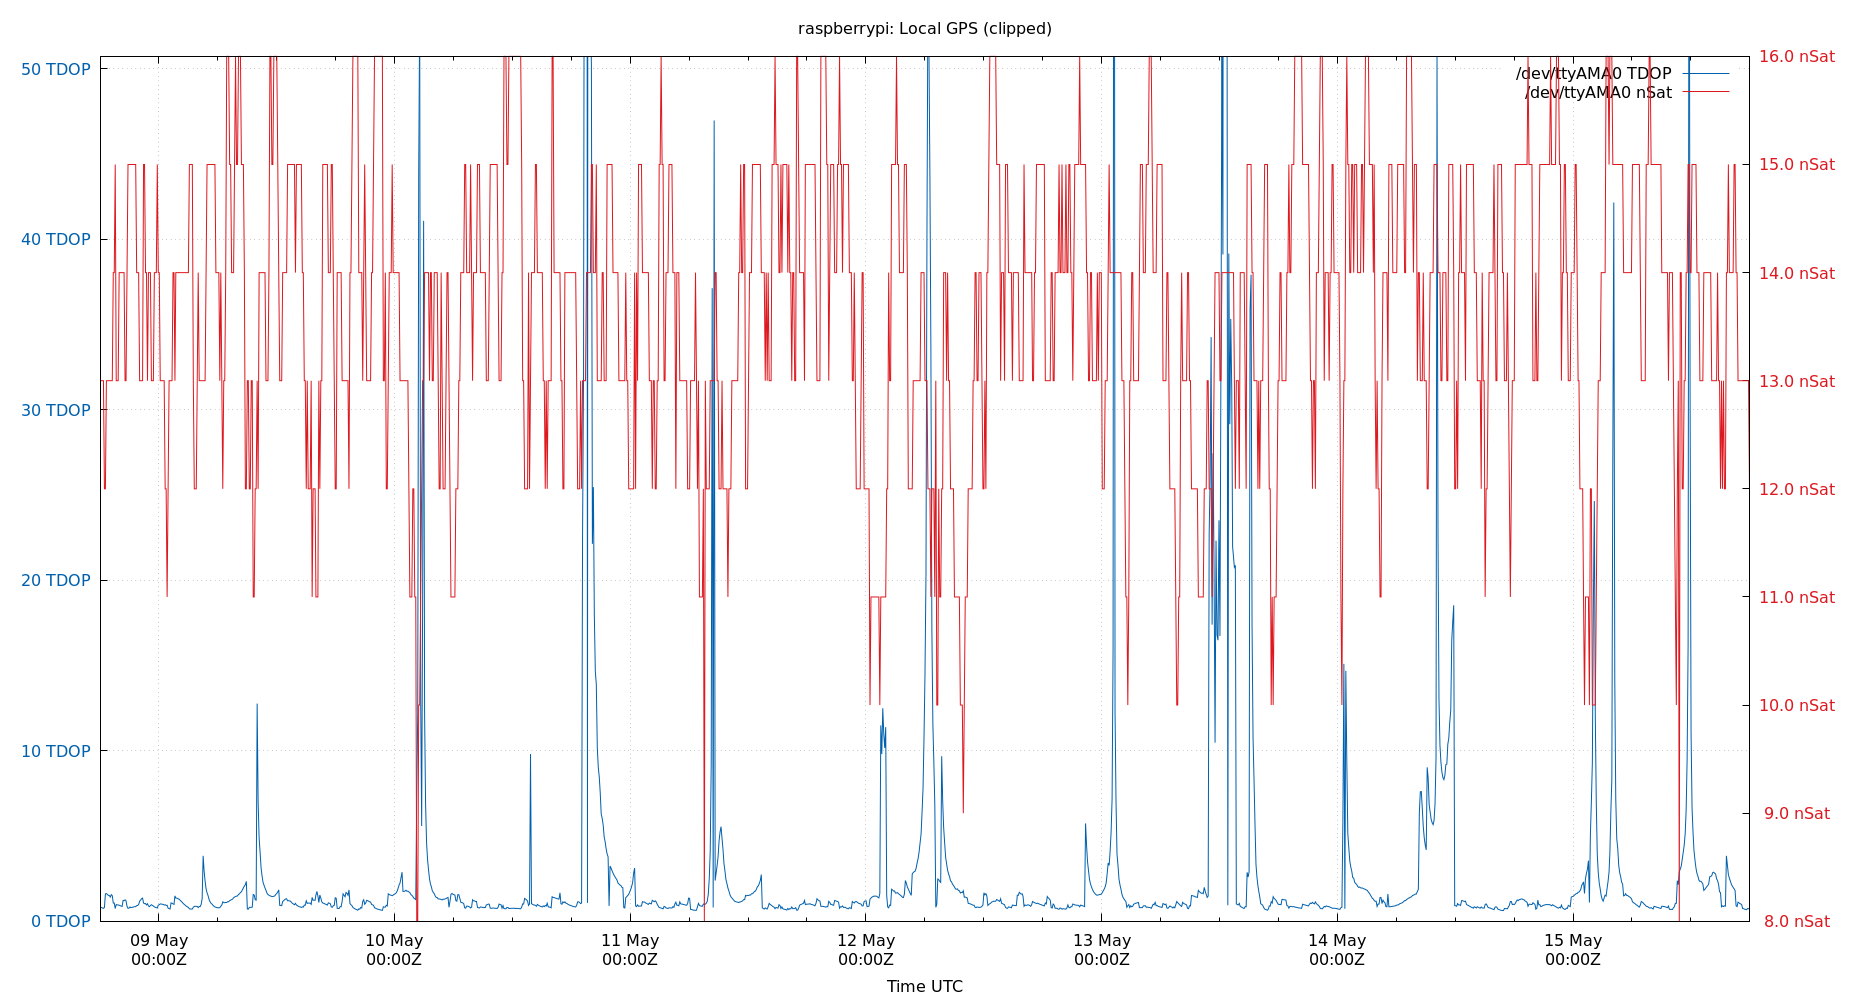 raspberrypi: Local GPS (clipped)
50 TDOP
40 TDOP
30 TDOP
20 TDOP
10 TDOP
0 TDOP
16.0 nSat
15.0 nSat
14.0 nSat
13.0 nSat
12.0 nSat
11.0 nSat
10.0 nSat
9.0 nSat
8.0 nSat
/dev/ttyAMA0 TDOP
/dev/ttyAMA0 nSat
09 May
00:00Z
10 May
00:00Z
11 May
00:00Z
12 May
00:00Z
13 May
00:00Z
14 May
00:00Z
15 May
00:00Z
Time UTC